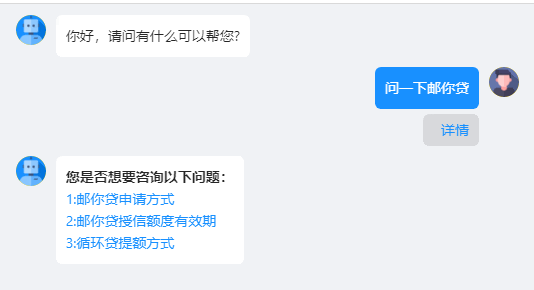 你好，请问有什么可以帮您?
问一下邮你贷
详情
您是否想要咨询以下问题：
1:邮你贷申请方式
2:邮你贷授信额度有效期
3:循环贷提额方式